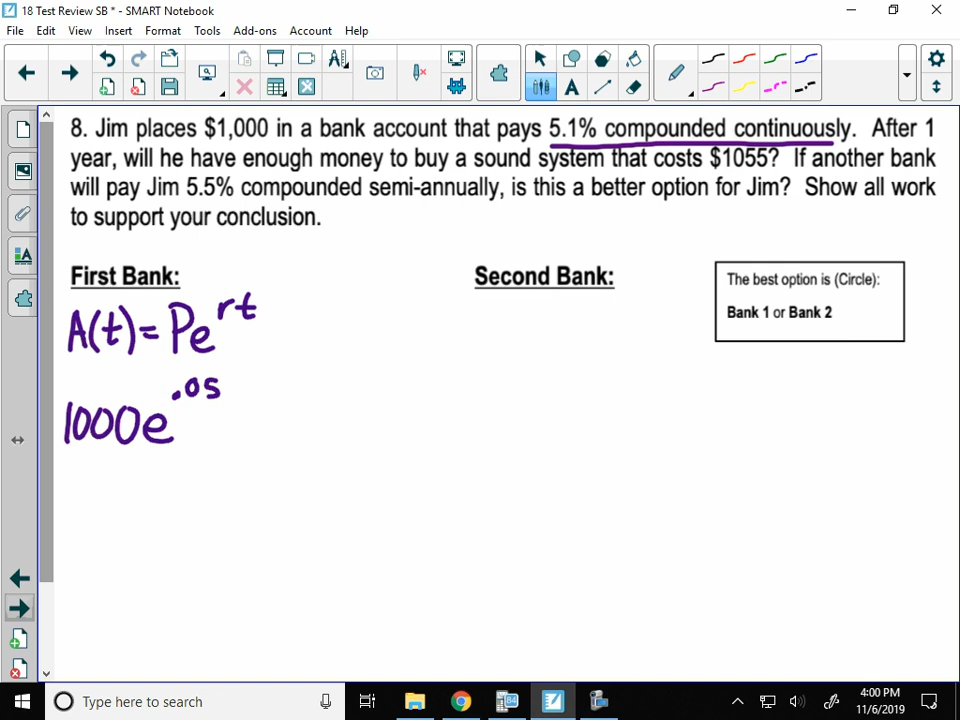 18 Test Review SB * - SMART Notebook
File Edit View Insert Format Tools Add-ons Account Help
8. Jim places $1,000 in a bank account that pays 5.1% compounded continuously. After 1
year, will he have enough money to buy a sound system that costs $1055? If another bank
will pay Jim 5.5% compounded semi-annually, is this a better option for Jim? Show all work
to support your conclusion.
First Bank:
Second Bank:
The best option is (Circle):
Bank 1 or Bank 2
A(t)=Pe^rt
1000e^.05
Type here to search
4:00 PM
11/6/2019